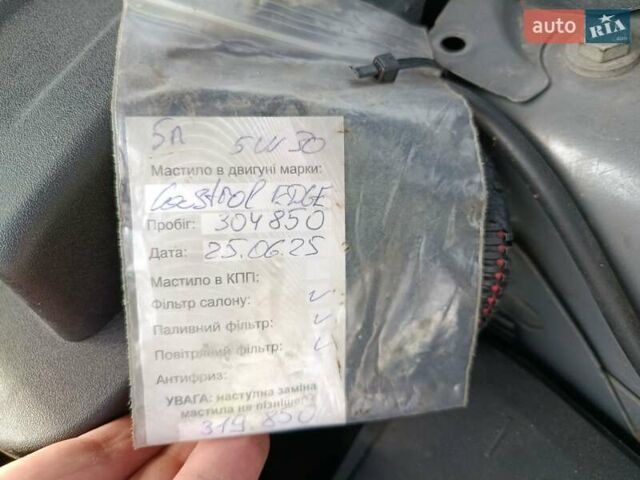 auto RIA .com
5л 5W30
Мастило в двигуні марки:
Castrol EDGE
Пробіг: 304850
Дата: 25.06.25
Мастило в КПП:
Фільтр салону: ✓
Паливний фільтр: ✓
Повітряний фільтр: ✓
Антифриз:
УВАГА: наступна заміна
мастила не пізніше:
319 850